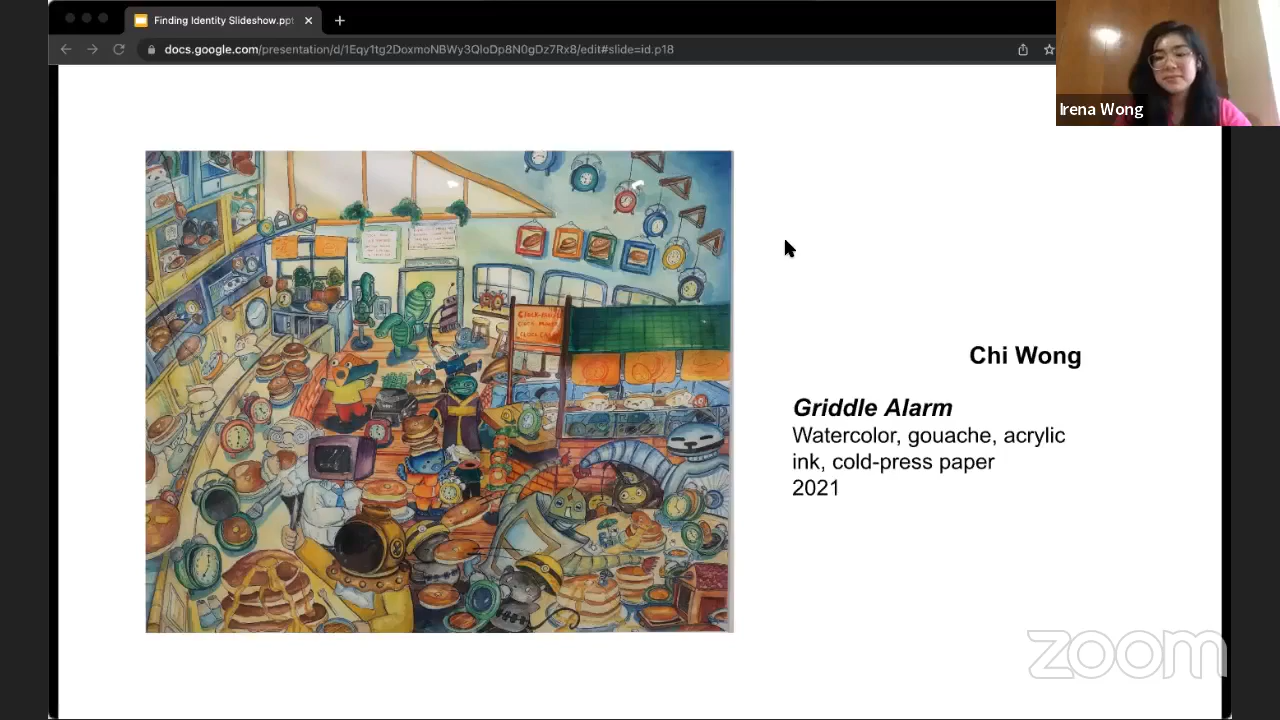 Finding Identity Slideshow.ppt
docs.google.com/presentation/d/1Eqy1tg2DoxmoNBWy3QloDp8N0gDz7Rx8/edit#slide=id.p18
Irena Wong
Chi Wong
Griddle Alarm
Watercolor, gouache, acrylic
ink, cold-press paper
2021
zoom